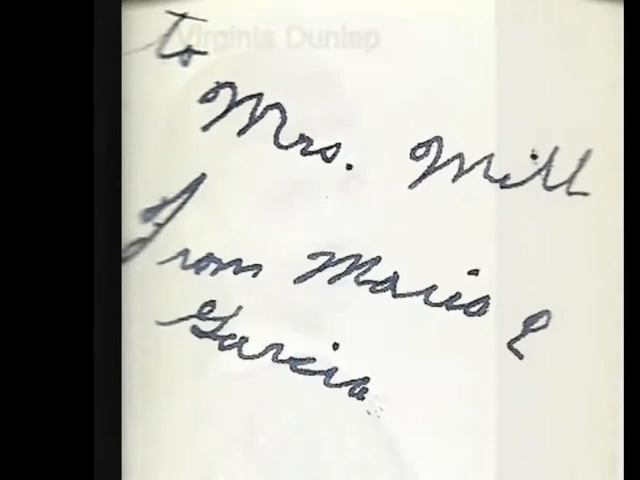 Virginia Dunlap
to
Mrs. Mill
from Mario
Garcia